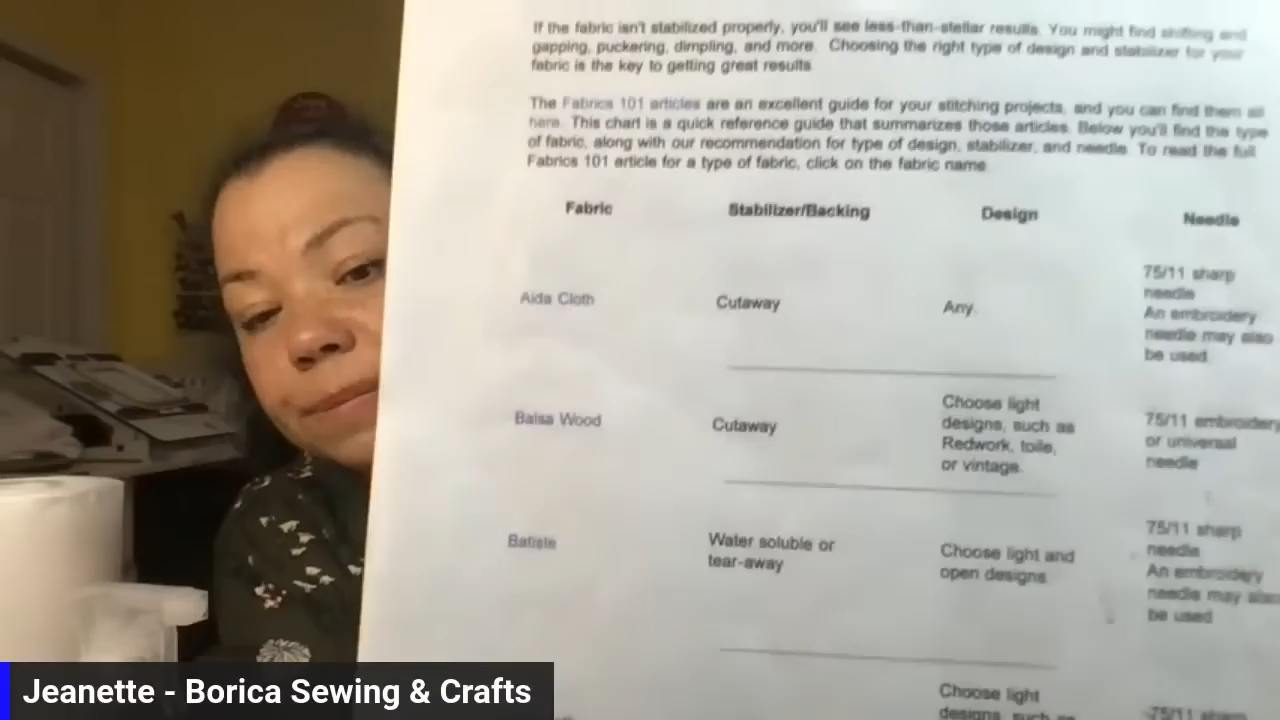 If the fabric isn't stabilized properly, you'll see less-than-stellar results. You might find shifting and
gapping, puckering, dimpling, and more. Choosing the right type of design and stabilizer for your
fabric is the key to getting great results.
The Fabrics 101 articles are an excellent guide for your stitching projects, and you can find them all
here. This chart is a quick reference guide that summarizes those articles. Below you'll find the type
of fabric, along with our recommendation for type of design, stabilizer, and needle. To read the full
Fabrics 101 article for a type of fabric, click on the fabric name.
Fabric Stabilizer/Backing Design Needle
Aida Cloth Cutaway Any.
75/11 sharp
needle
An embroidery
needle may also
be used
Balsa Wood Cutaway
Choose light
designs, such as
Redwork, toile,
or vintage.
75/11 embroidery
or universal
needle
Batiste
Water soluble or
tear-away
Choose light and
open designs
75/11 sharp
needle
An embroidery
needle may also
be used
Choose light
designs, such as
75/11 sharp
Jeanette - Borica Sewing & Crafts